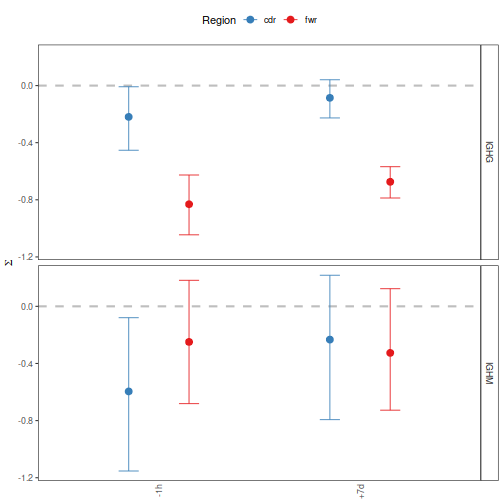 Region cdr fwr
0.0
-0.4
-0.8
-1.2
IGHG
Σ
0.0
-0.4
-0.8
-1.2
IGHM
-1h
+7d